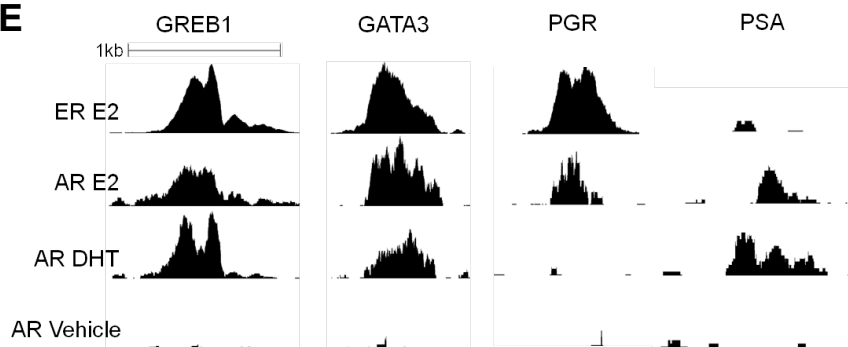 E
GREB1 GATA3 PGR PSA
1kb
ER E2
AR E2
AR DHT
AR Vehicle